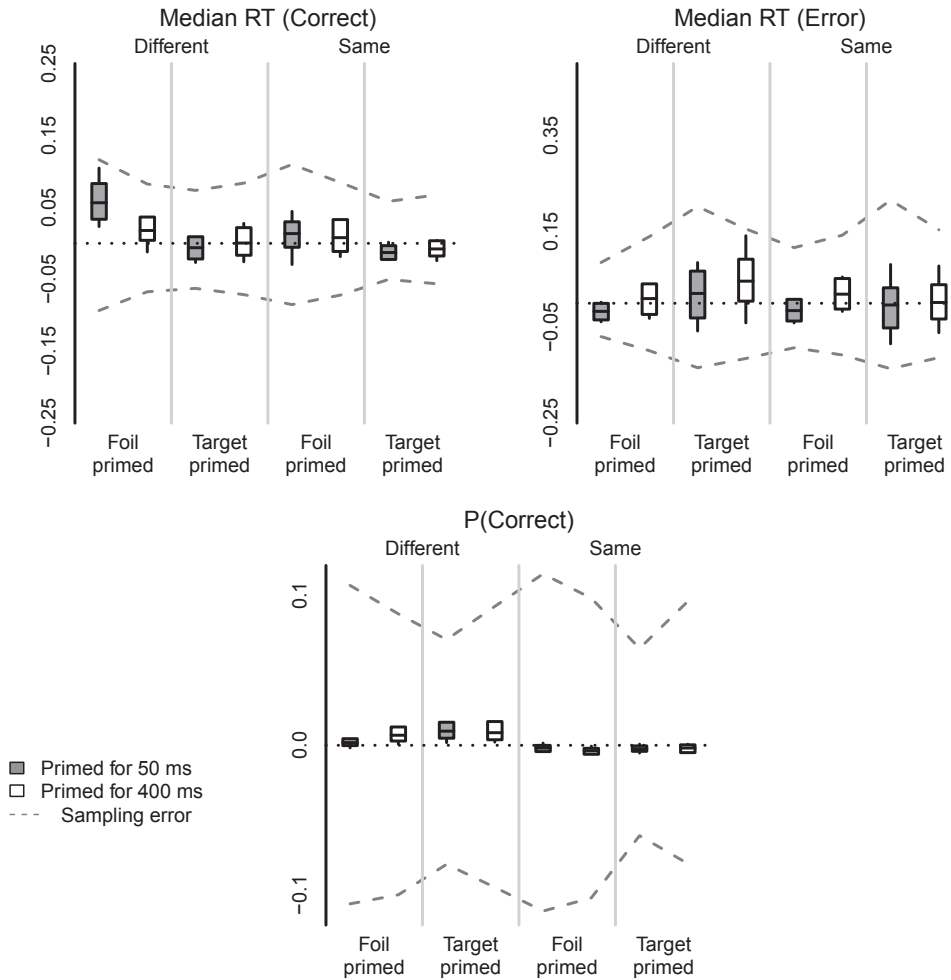 Median RT (Correct)
Different Same
0.25
0.15
0.05
−0.05
−0.15
−0.25
Foil primed
Target primed
Foil primed
Target primed
Median RT (Error)
Different Same
0.35
0.15
−0.05
−0.25
Foil primed
Target primed
Foil primed
Target primed
P(Correct)
Different Same
0.1
0.0
−0.1
Foil primed
Target primed
Foil primed
Target primed
Primed for 50 ms
Primed for 400 ms
Sampling error